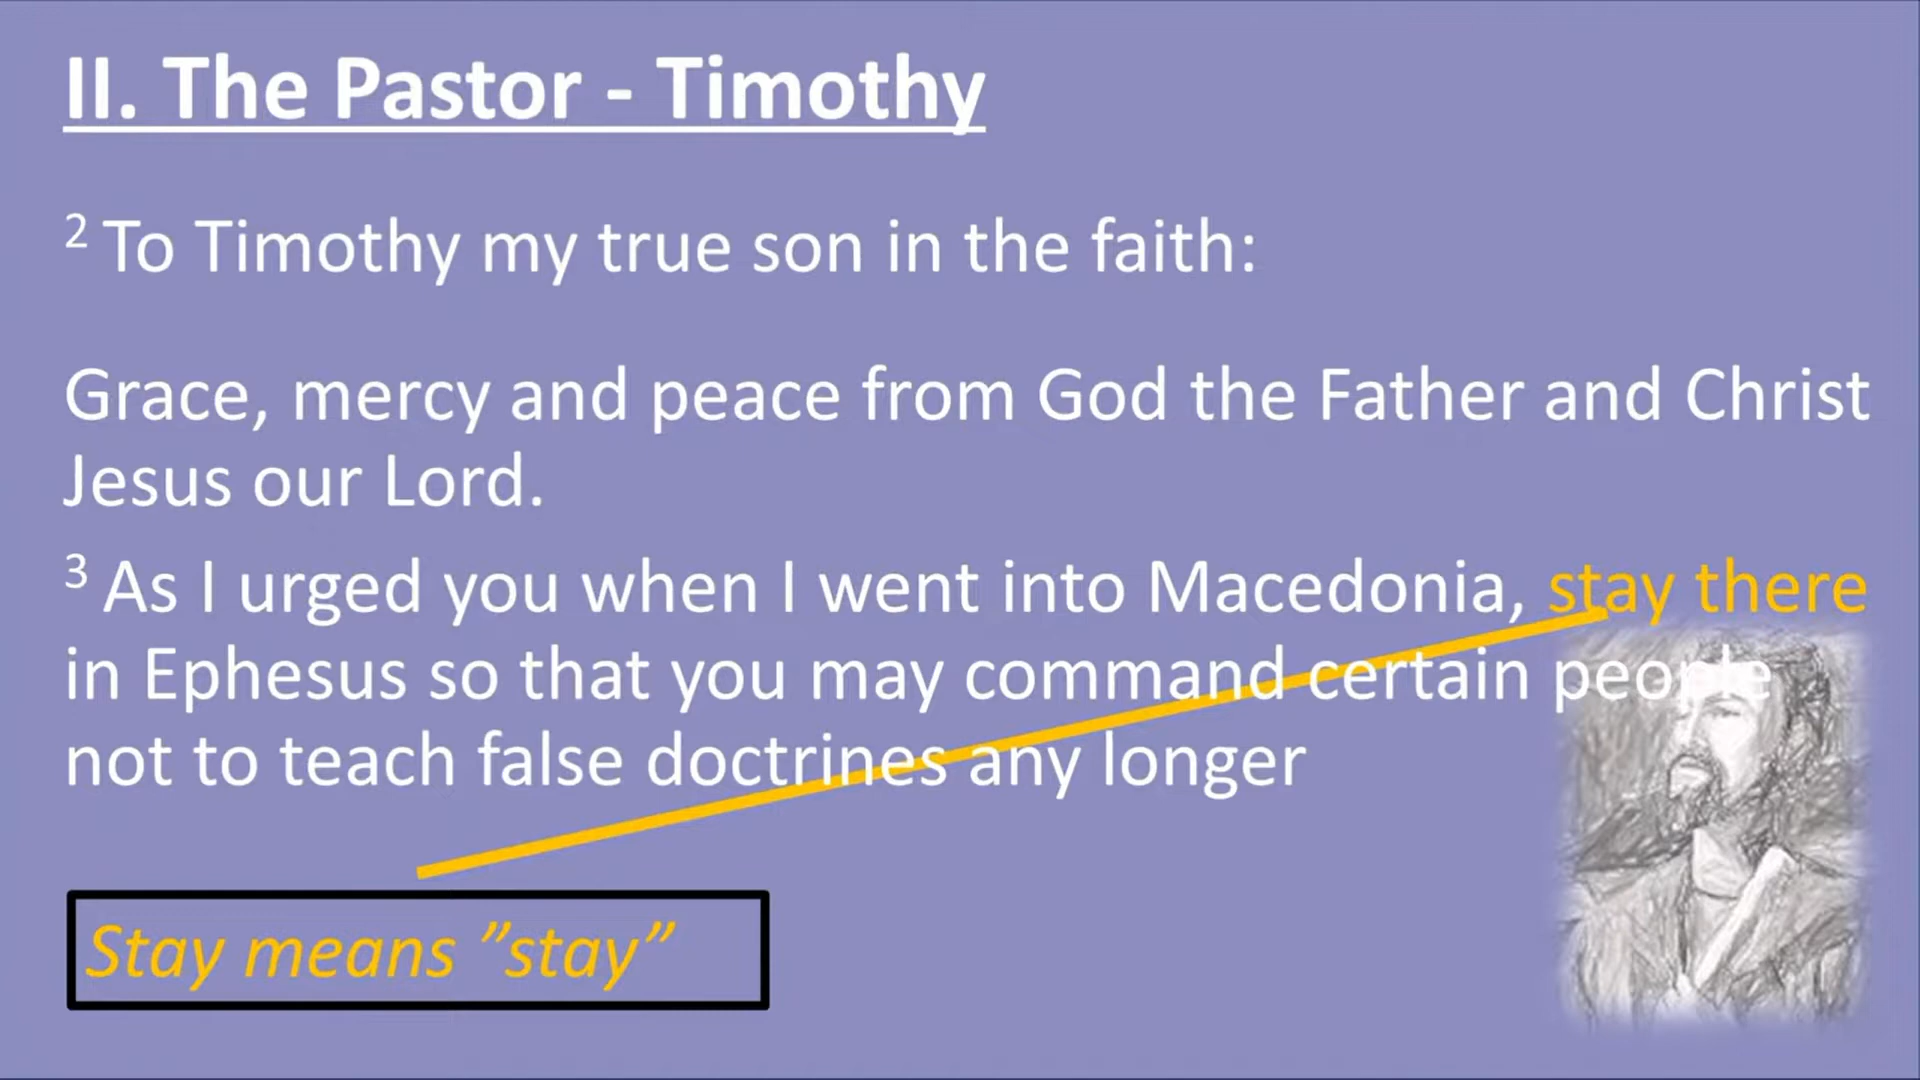 II. The Pastor - Timothy
2 To Timothy my true son in the faith:
Grace, mercy and peace from God the Father and Christ
Jesus our Lord.
3 As I urged you when I went into Macedonia, stay there
in Ephesus so that you may command certain people
not to teach false doctrines any longer
Stay means ”stay”